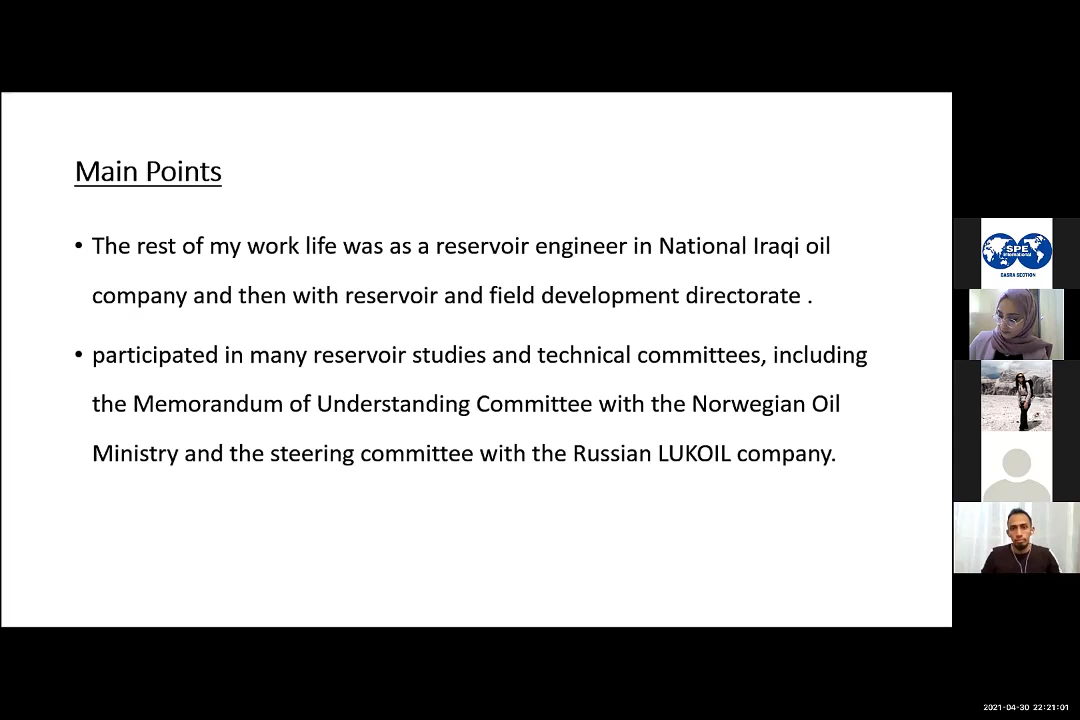 Main Points
• The rest of my work life was as a reservoir engineer in National Iraqi oil
company and then with reservoir and field development directorate .
• participated in many reservoir studies and technical committees, including
the Memorandum of Understanding Committee with the Norwegian Oil
Ministry and the steering committee with the Russian LUKOIL company.
SPE
International
BASRA SECTION
2021-04-30 22:21:01